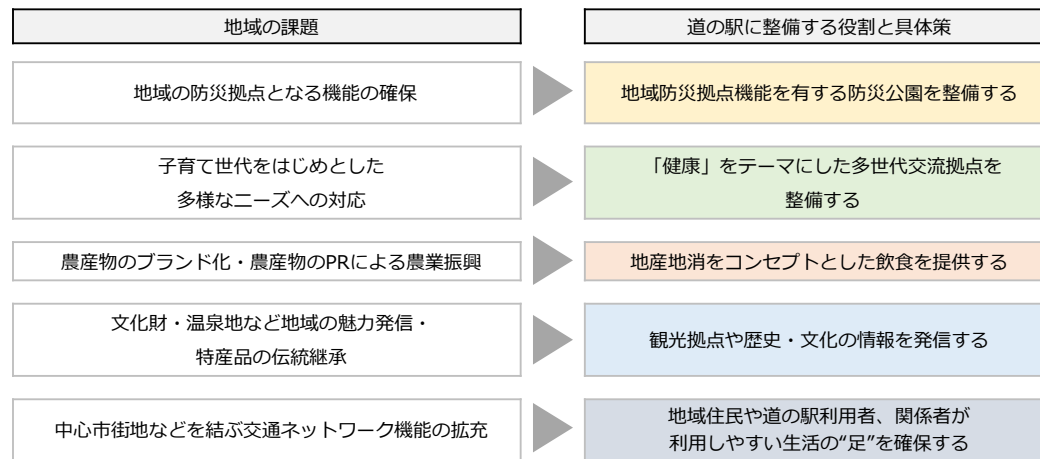 地域の課題
道の駅に整備する役割と具体策
地域の防災拠点となる機能の確保
地域防災拠点機能を有する防災公園を整備する
子育て世代をはじめとした
多様なニーズへの対応
「健康」をテーマにした多世代交流拠点を
整備する
農産物のブランド化・農産物のPRによる農業振興
地産地消をコンセプトとした飲食を提供する
文化財・温泉地など地域の魅力発信・
特産品の伝統継承
観光拠点や歴史・文化の情報を発信する
中心市街地などを結ぶ交通ネットワーク機能の拡充
地域住民や道の駅利用者、関係者が
利用しやすい生活の“足”を確保する